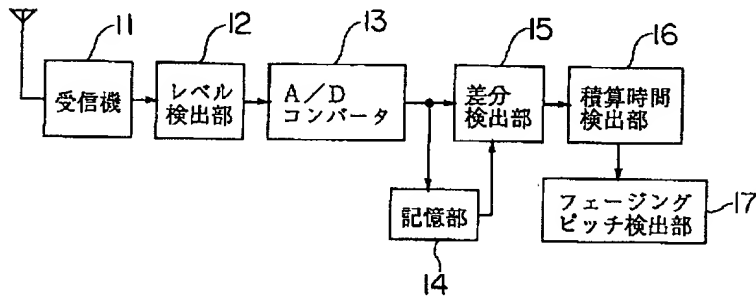 11
12
13
15
16
受信機
レベル
検出部
A／D
コンバータ
差分
検出部
積算時間
検出部
記憶部
14
フェージング
ピッチ検出部
17